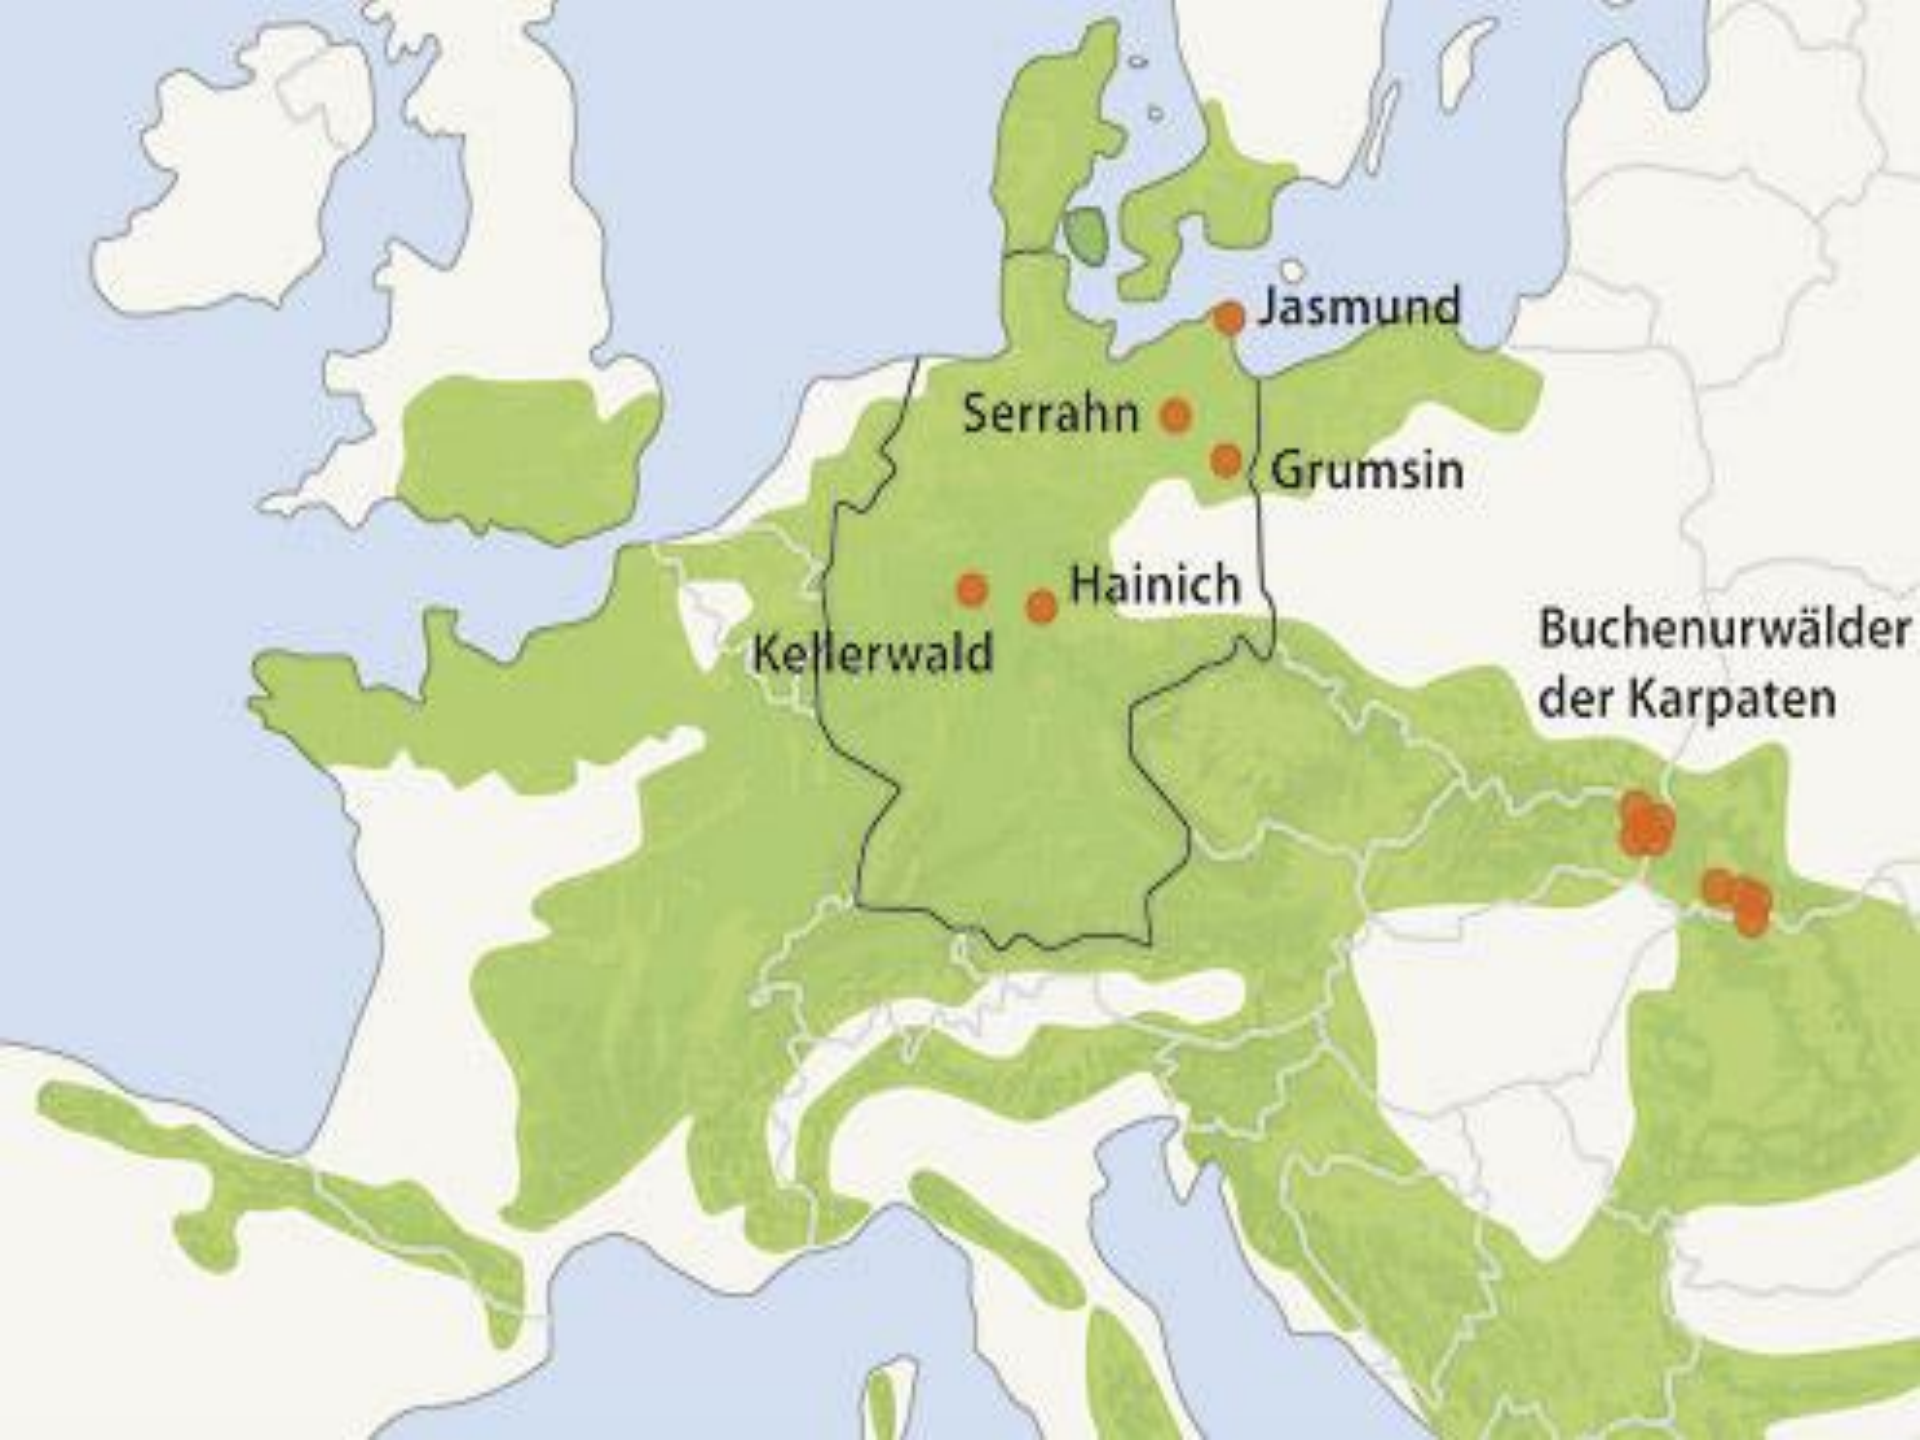 Jasmund
Serrahn
Grumsin
Hainich
Kellerwald
Buchenurwälder
der Karpaten